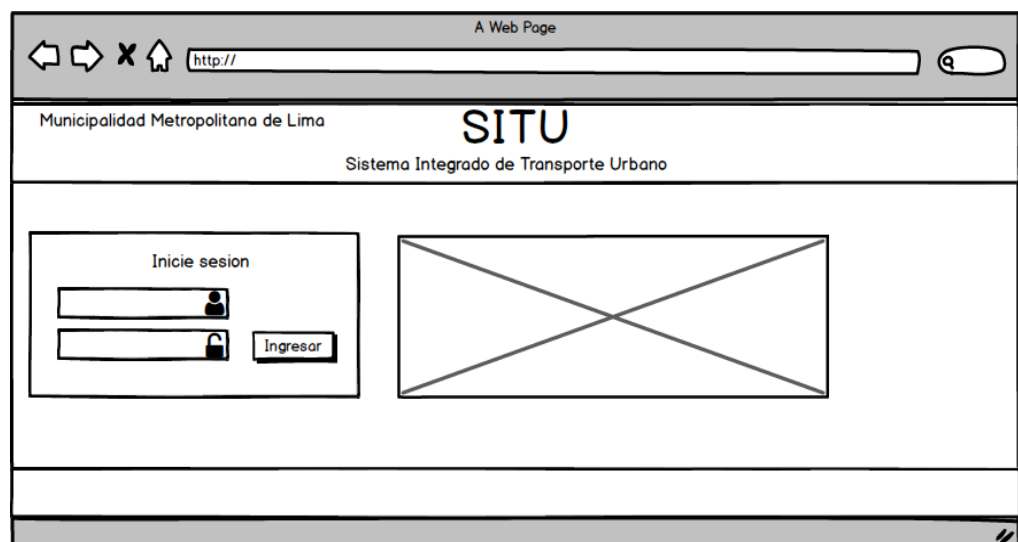 A Web Page
http://
Municipalidad Metropolitana de Lima
SITU
Sistema Integrado de Transporte Urbano
Inicie sesion
Ingresar